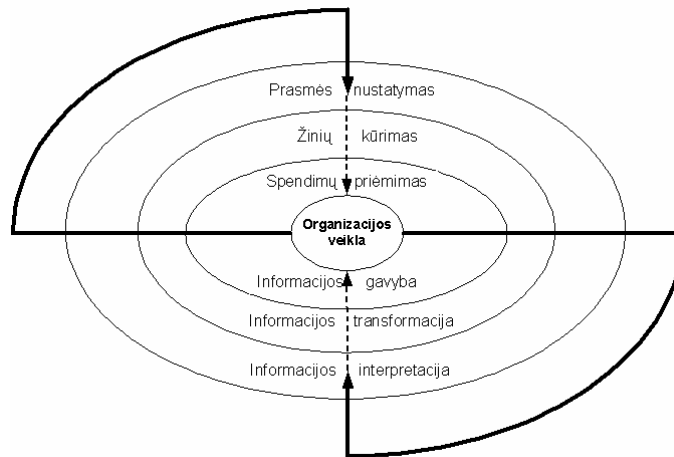 Prasmės nustatymas
Žinių kūrimas
Spendimų priėmimas
Organizacijos
veikla
Informacijos gavyba
Informacijos transformacija
Informacijos interpretacija